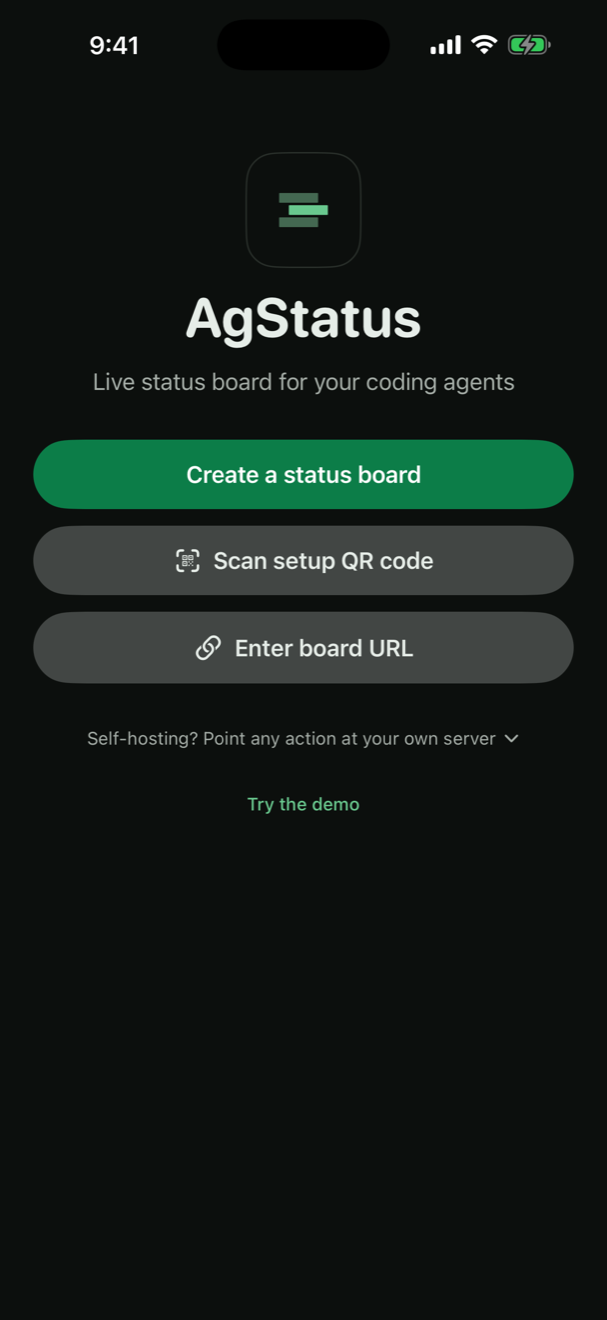 9:41
AgStatus
Live status board for your coding agents
Create a status board
Scan setup QR code
Enter board URL
Self-hosting? Point any action at your own server
Try the demo